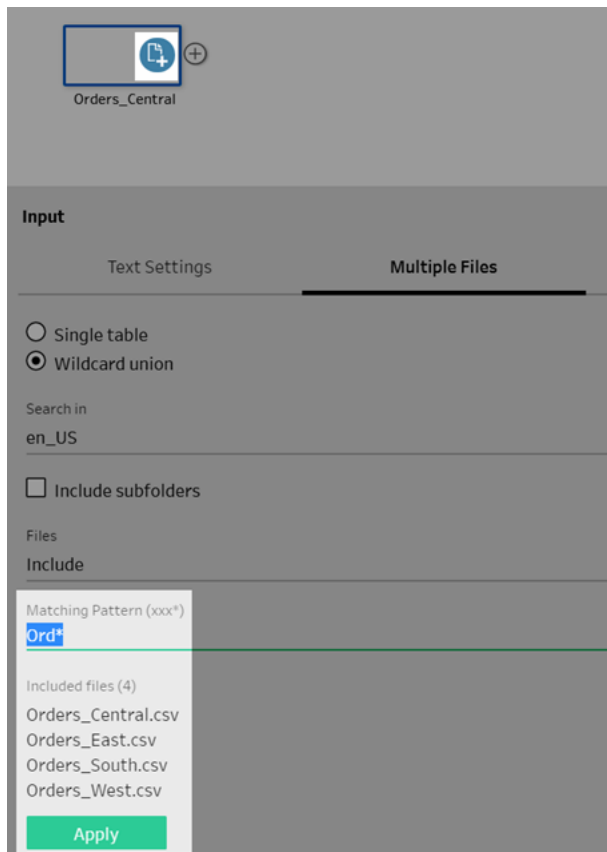 Orders_Central
Input
Text Settings
Multiple Files
Single table
Wildcard union
Search in
en_US
Include subfolders
Files
Include
Matching Pattern (xxx*)
Ord*
Included files (4)
Orders_Central.csv
Orders_East.csv
Orders_South.csv
Orders_West.csv
Apply